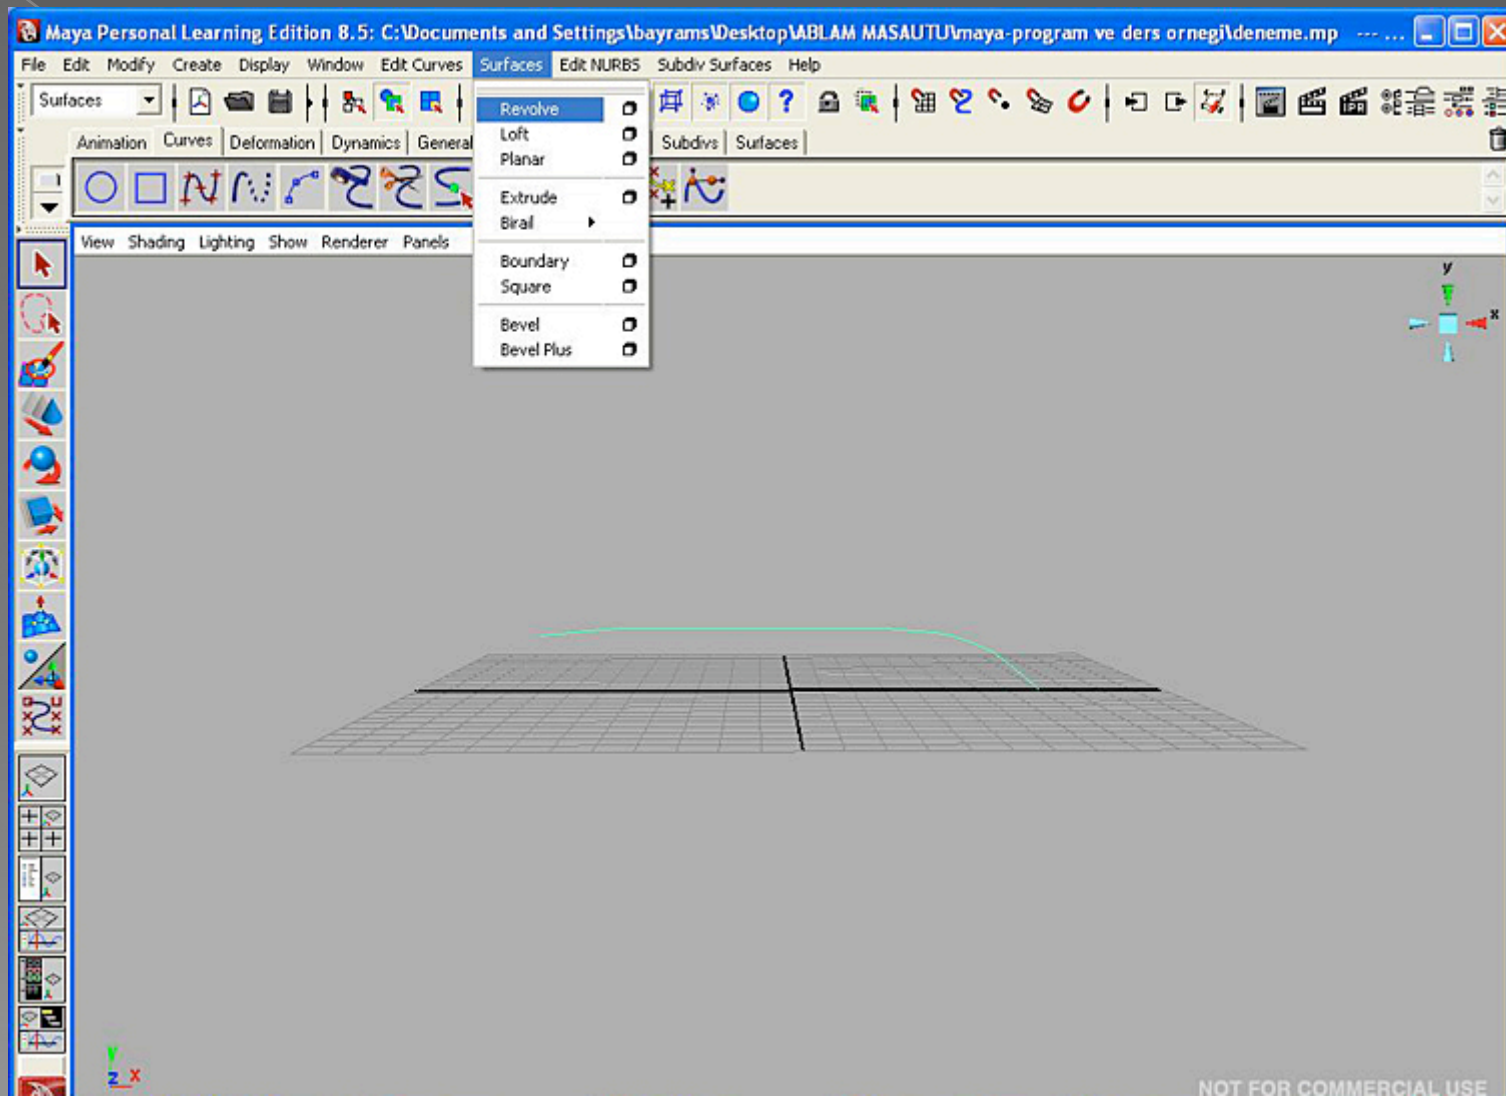 Maya Personal Learning Edition 8.5: C:\Documents and Settings\bayrams\Desktop\ABLAM MASAUTU\maya-program ve ders ornegi\deneme.mp --- ...
File Edit Modify Create Display Window Edit Curves Surfaces Edit NURBS Subdiv Surfaces Help
Surfaces
Revolve
Loft
Planar
Extrude
Birail
Boundary
Square
Bevel
Bevel Plus
Animation Curves Deformation Dynamics General Subdivs Surfaces
View Shading Lighting Show Renderer Panels
y
x
y
z x
NOT FOR COMMERCIAL USE